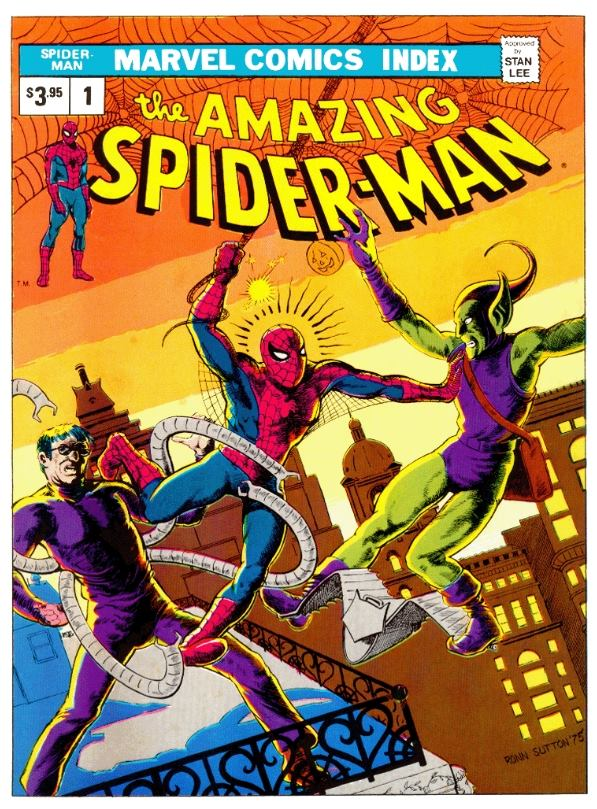 SPIDER-
MAN
MARVEL COMICS INDEX
Approved
by
STAN
LEE
$3.95
1
the AMAZING
SPIDER-MAN
®
T.M.
RONN SUTTON '75